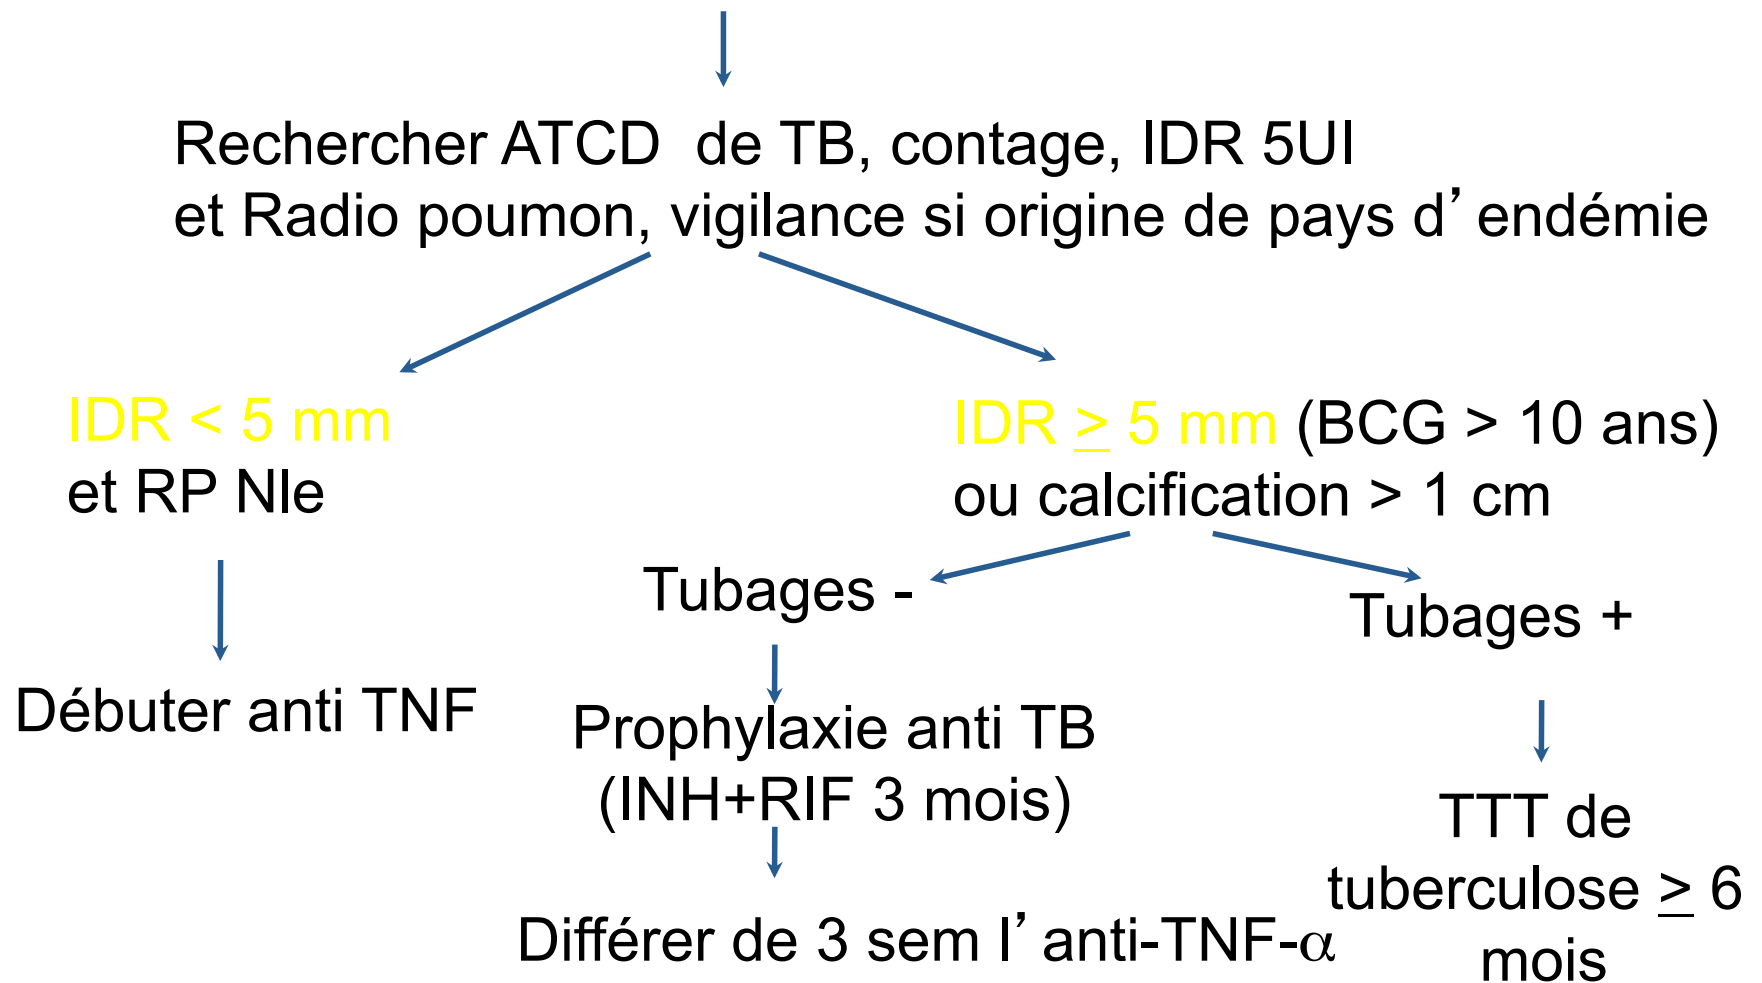 Rechercher ATCD de TB, contage, IDR 5UI
et Radio poumon, vigilance si origine de pays d’ endémie
IDR < 5 mm
et RP Nle
IDR ≥ 5 mm (BCG > 10 ans)
ou calcification > 1 cm
Tubages -
Tubages +
Débuter anti TNF
Prophylaxie anti TB
(INH+RIF 3 mois)
Différer de 3 sem l’ anti-TNF-α
TTT de
tuberculose ≥ 6
mois